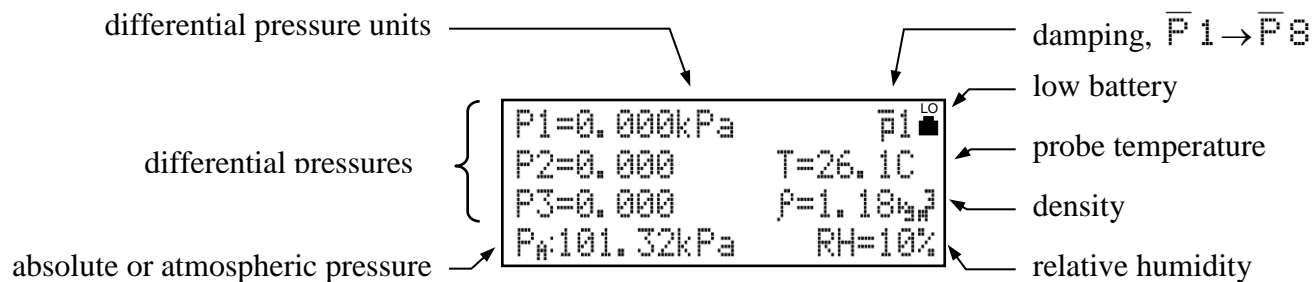 differential pressure units
damping, P̅1→P̅8
low battery
differential pressures
probe temperature
density
absolute or atmospheric pressure
relative humidity
P1=0.000kPa p̅1 LO
P2=0.000 T=26.1C
P3=0.000 ρ=1.18kg/m³
PA:101.32kPa RH=10%